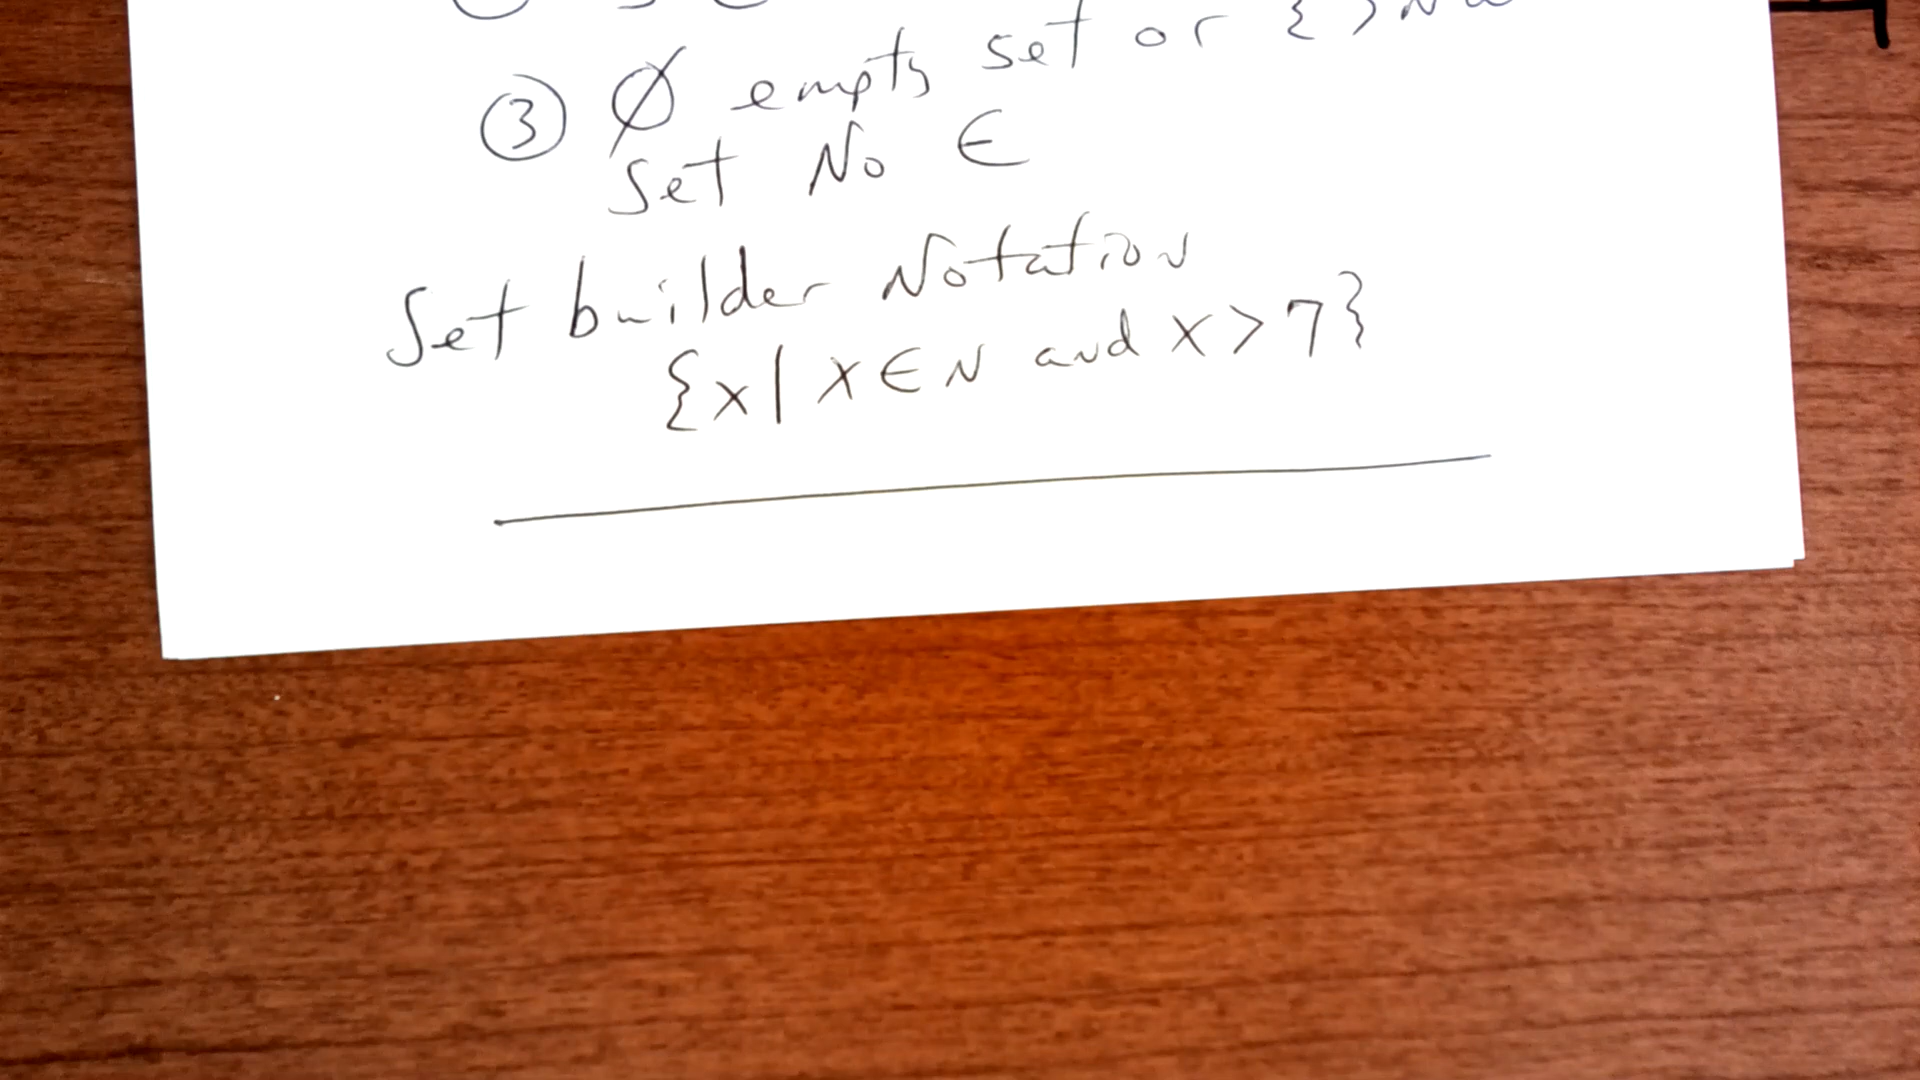 ③ ∅ empty set or { }
Set No ∈
Set builder Notation
{x | x ∈ N and x > 7}